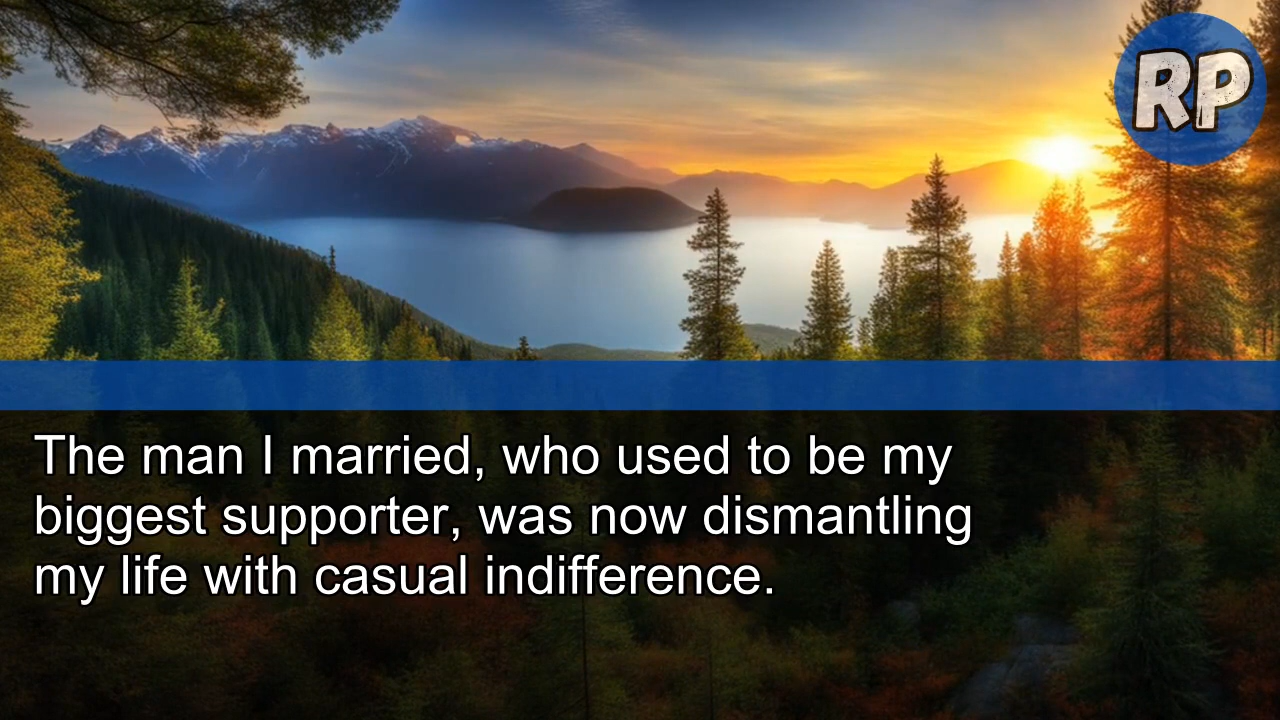 RP
The man I married, who used to be my
biggest supporter, was now dismantling
my life with casual indifference.